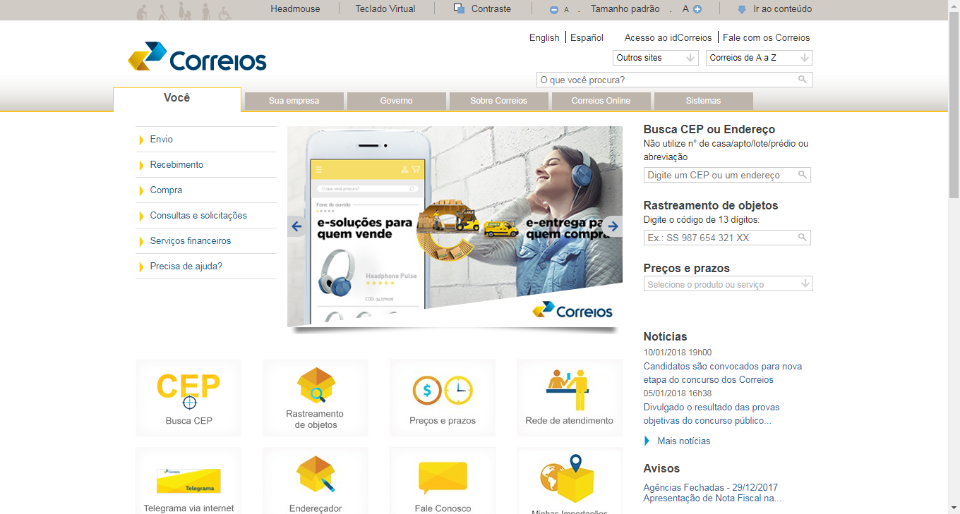 Headmouse
Teclado Virtual
Contraste
A . Tamanho padrão . A
Ir ao conteúdo
English Español Acesso ao idCorreios Fale com os Correios
Correios
Outros sites
Correios de A a Z
O que você procura?
Você
Sua empresa
Governo
Sobre Correios
Correios Online
Sistemas
Envio
Recebimento
Compra
Consultas e solicitações
Serviços financeiros
Precisa de ajuda?
e-soluções para
quem vende
e-entrega pa
quem compr
Headphone Pulse
Correios
Busca CEP ou Endereço
Não utilize n° de casa/apto/lote/prédio ou
abreviação
Digite um CEP ou um endereço
Rastreamento de objetos
Digite o código de 13 dígitos:
Ex.: SS 987 654 321 XX
Preços e prazos
Selecione o produto ou serviço
Notícias
10/01/2018 19h00
Candidatos são convocados para nova
etapa do concurso dos Correios
05/01/2018 16h38
Divulgado o resultado das provas
objetivas do concurso público...
Mais notícias
Avisos
Agências Fechadas - 29/12/2017
Apresentação de Nota Fiscal na...
CEP
Busca CEP
Rastreamento
de objetos
Preços e prazos
Rede de atendimento
Telegrama
Telegrama via internet
Endereçador
Fale Conosco
Minhas Importações